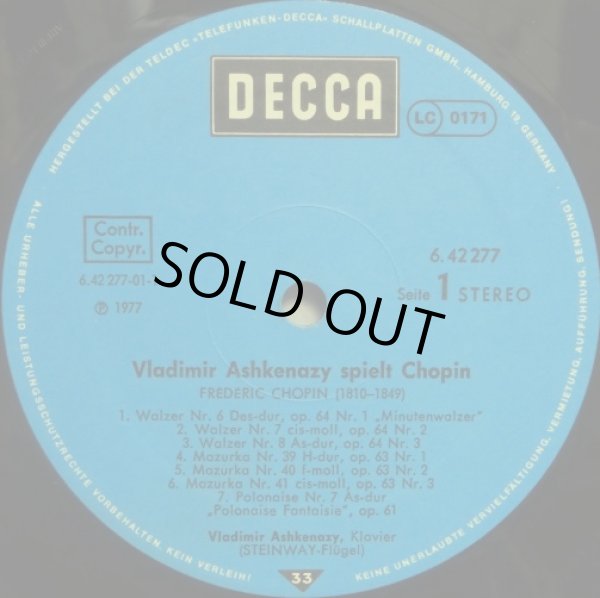 HERGESTELLT BEI DER TELDEC »TELEFUNKEN-DECCA« SCHALLPLATTEN GMBH., HAMBURG 19, GERMANY ·
DECCA
LC 0171
Contr.
Copyr.
6.42 277-01-
℗ 1977
6.42 277
Seite 1 STEREO
SOLD OUT
Vladimir Ashkenazy spielt Chopin
FREDERIC CHOPIN (1810-1849)
1. Walzer Nr. 6 Des-dur, op. 64 Nr. 1 „Minutenwalzer"
2. Walzer Nr. 7 cis-moll, op. 64 Nr. 2
3. Walzer Nr. 8 As-dur, op. 64 Nr. 3
4. Mazurka Nr. 39 H-dur, op. 63 Nr. 1
5. Mazurka Nr. 40 f-moll, op. 63 Nr. 2
6. Mazurka Nr. 41 cis-moll, op. 63 Nr. 3
7. Polonaise Nr. 7 As-dur
„Polonaise Fantaisie", op. 61
Vladimir Ashkenazy, Klavier
(STEINWAY-Flügel)
33
ALLE URHEBER- UND LEISTUNGSSCHUTZRECHTE VORBEHALTEN. KEIN VERLEIH!
KEINE UNERLAUBTE VERVIELFÄLTIGUNG, VERMIETUNG, AUFFÜHRUNG, SENDUNG!